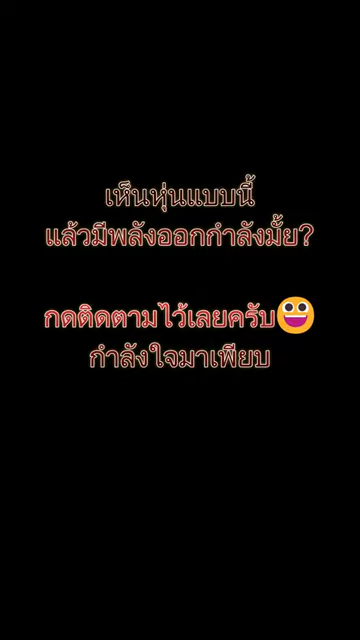 เห็นหุ่นแบบนี้
แล้วมีพลังออกกำลังมั้ย?
กดติดตามไว้เลยครับ😀
กำลังใจมาเพียบ